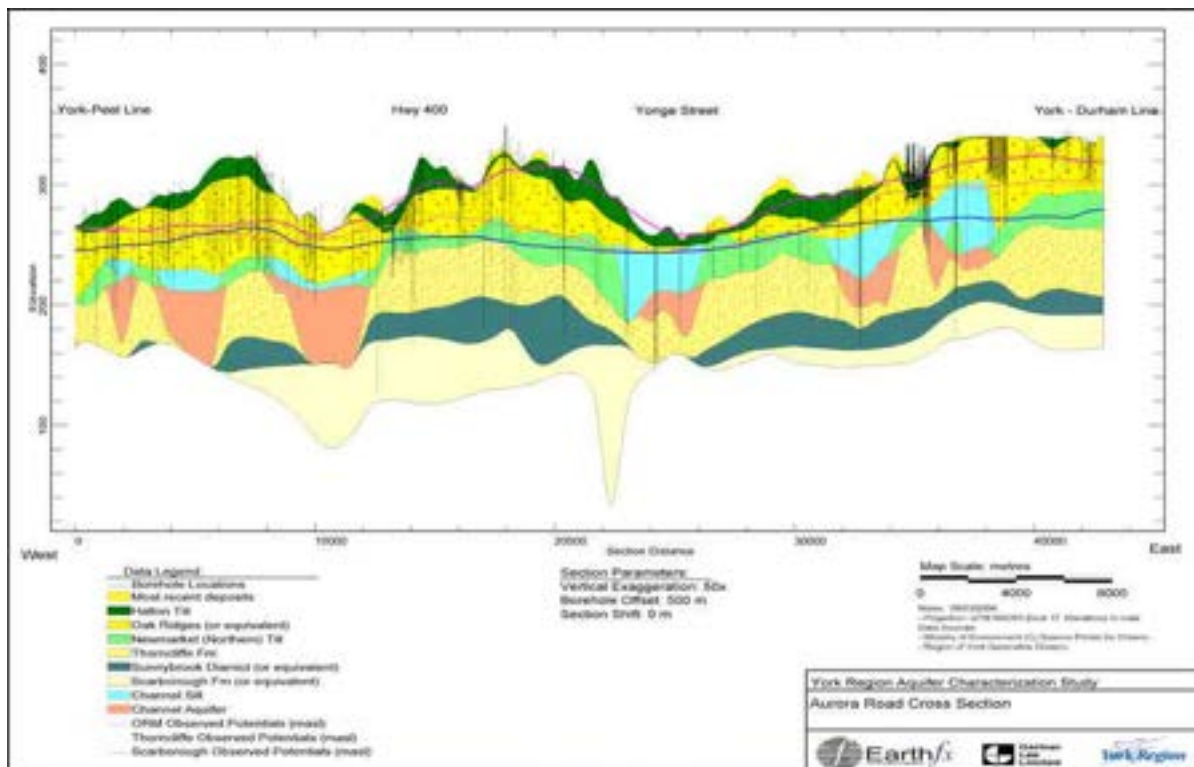 York-Peel Line
Hwy 400
Yonge Street
York - Durham Line
400
300
200
100
Elevation
0
10000
20000
30000
40000
West
Section Distance
East
Data Legend:
Borehole Locations
Most recent deposits
Halton Till
Oak Ridges (or equivalent)
Newmarket (Northern) Till
Thorncliffe Fm
Sunnybrook Diamict (or equivalent)
Scarborough Fm (or equivalent)
Channel Silt
Channel Aquifer
ORM Observed Potentials (masl)
Thorncliffe Observed Potentials (masl)
Scarborough Observed Potentials (masl)
Section Parameters:
Vertical Exaggeration: 50x
Borehole Offset: 500 m
Section Shift: 0 m
Map Scale: metres
0
4000
8000
York Region Aquifer Characterization Study
Aurora Road Cross Section
Earthfx
York Region